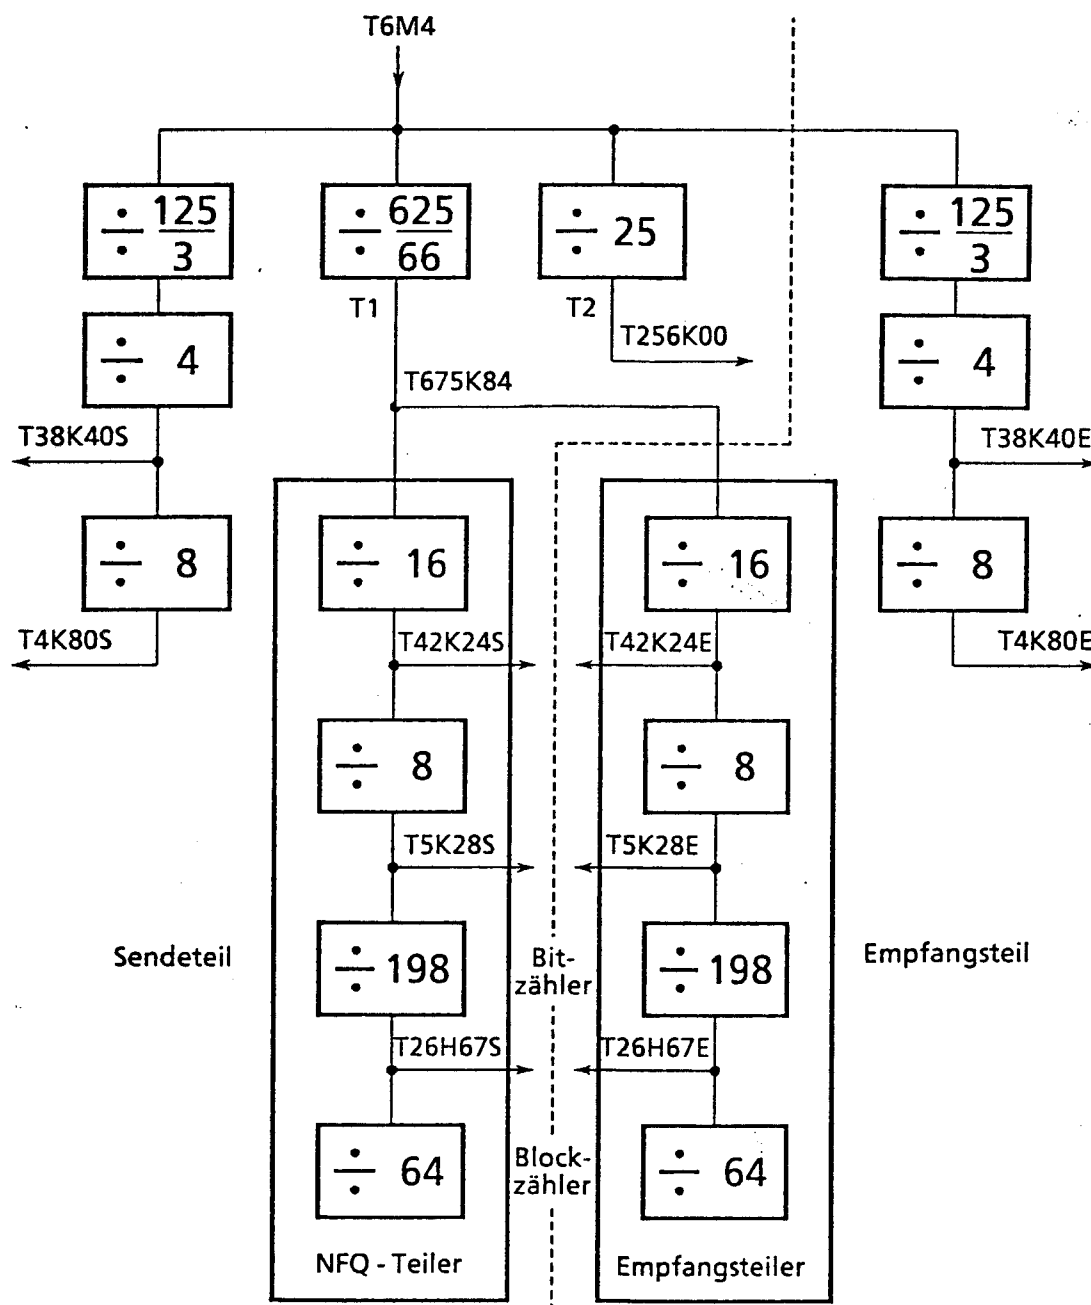 T6M4
÷ 125/3
÷ 625/66
÷ 25
÷ 125/3
T1
T2
T256K00
÷ 4
÷ 4
T675K84
T38K40S
T38K40E
÷ 8
÷ 16
÷ 16
÷ 8
T4K80S
T42K24S
T42K24E
T4K80E
÷ 8
÷ 8
T5K28S
T5K28E
Sendeteil
÷ 198
Bit-
zähler
÷ 198
Empfangsteil
T26H67S
T26H67E
÷ 64
Block-
zähler
÷ 64
NFQ - Teiler
Empfangsteiler